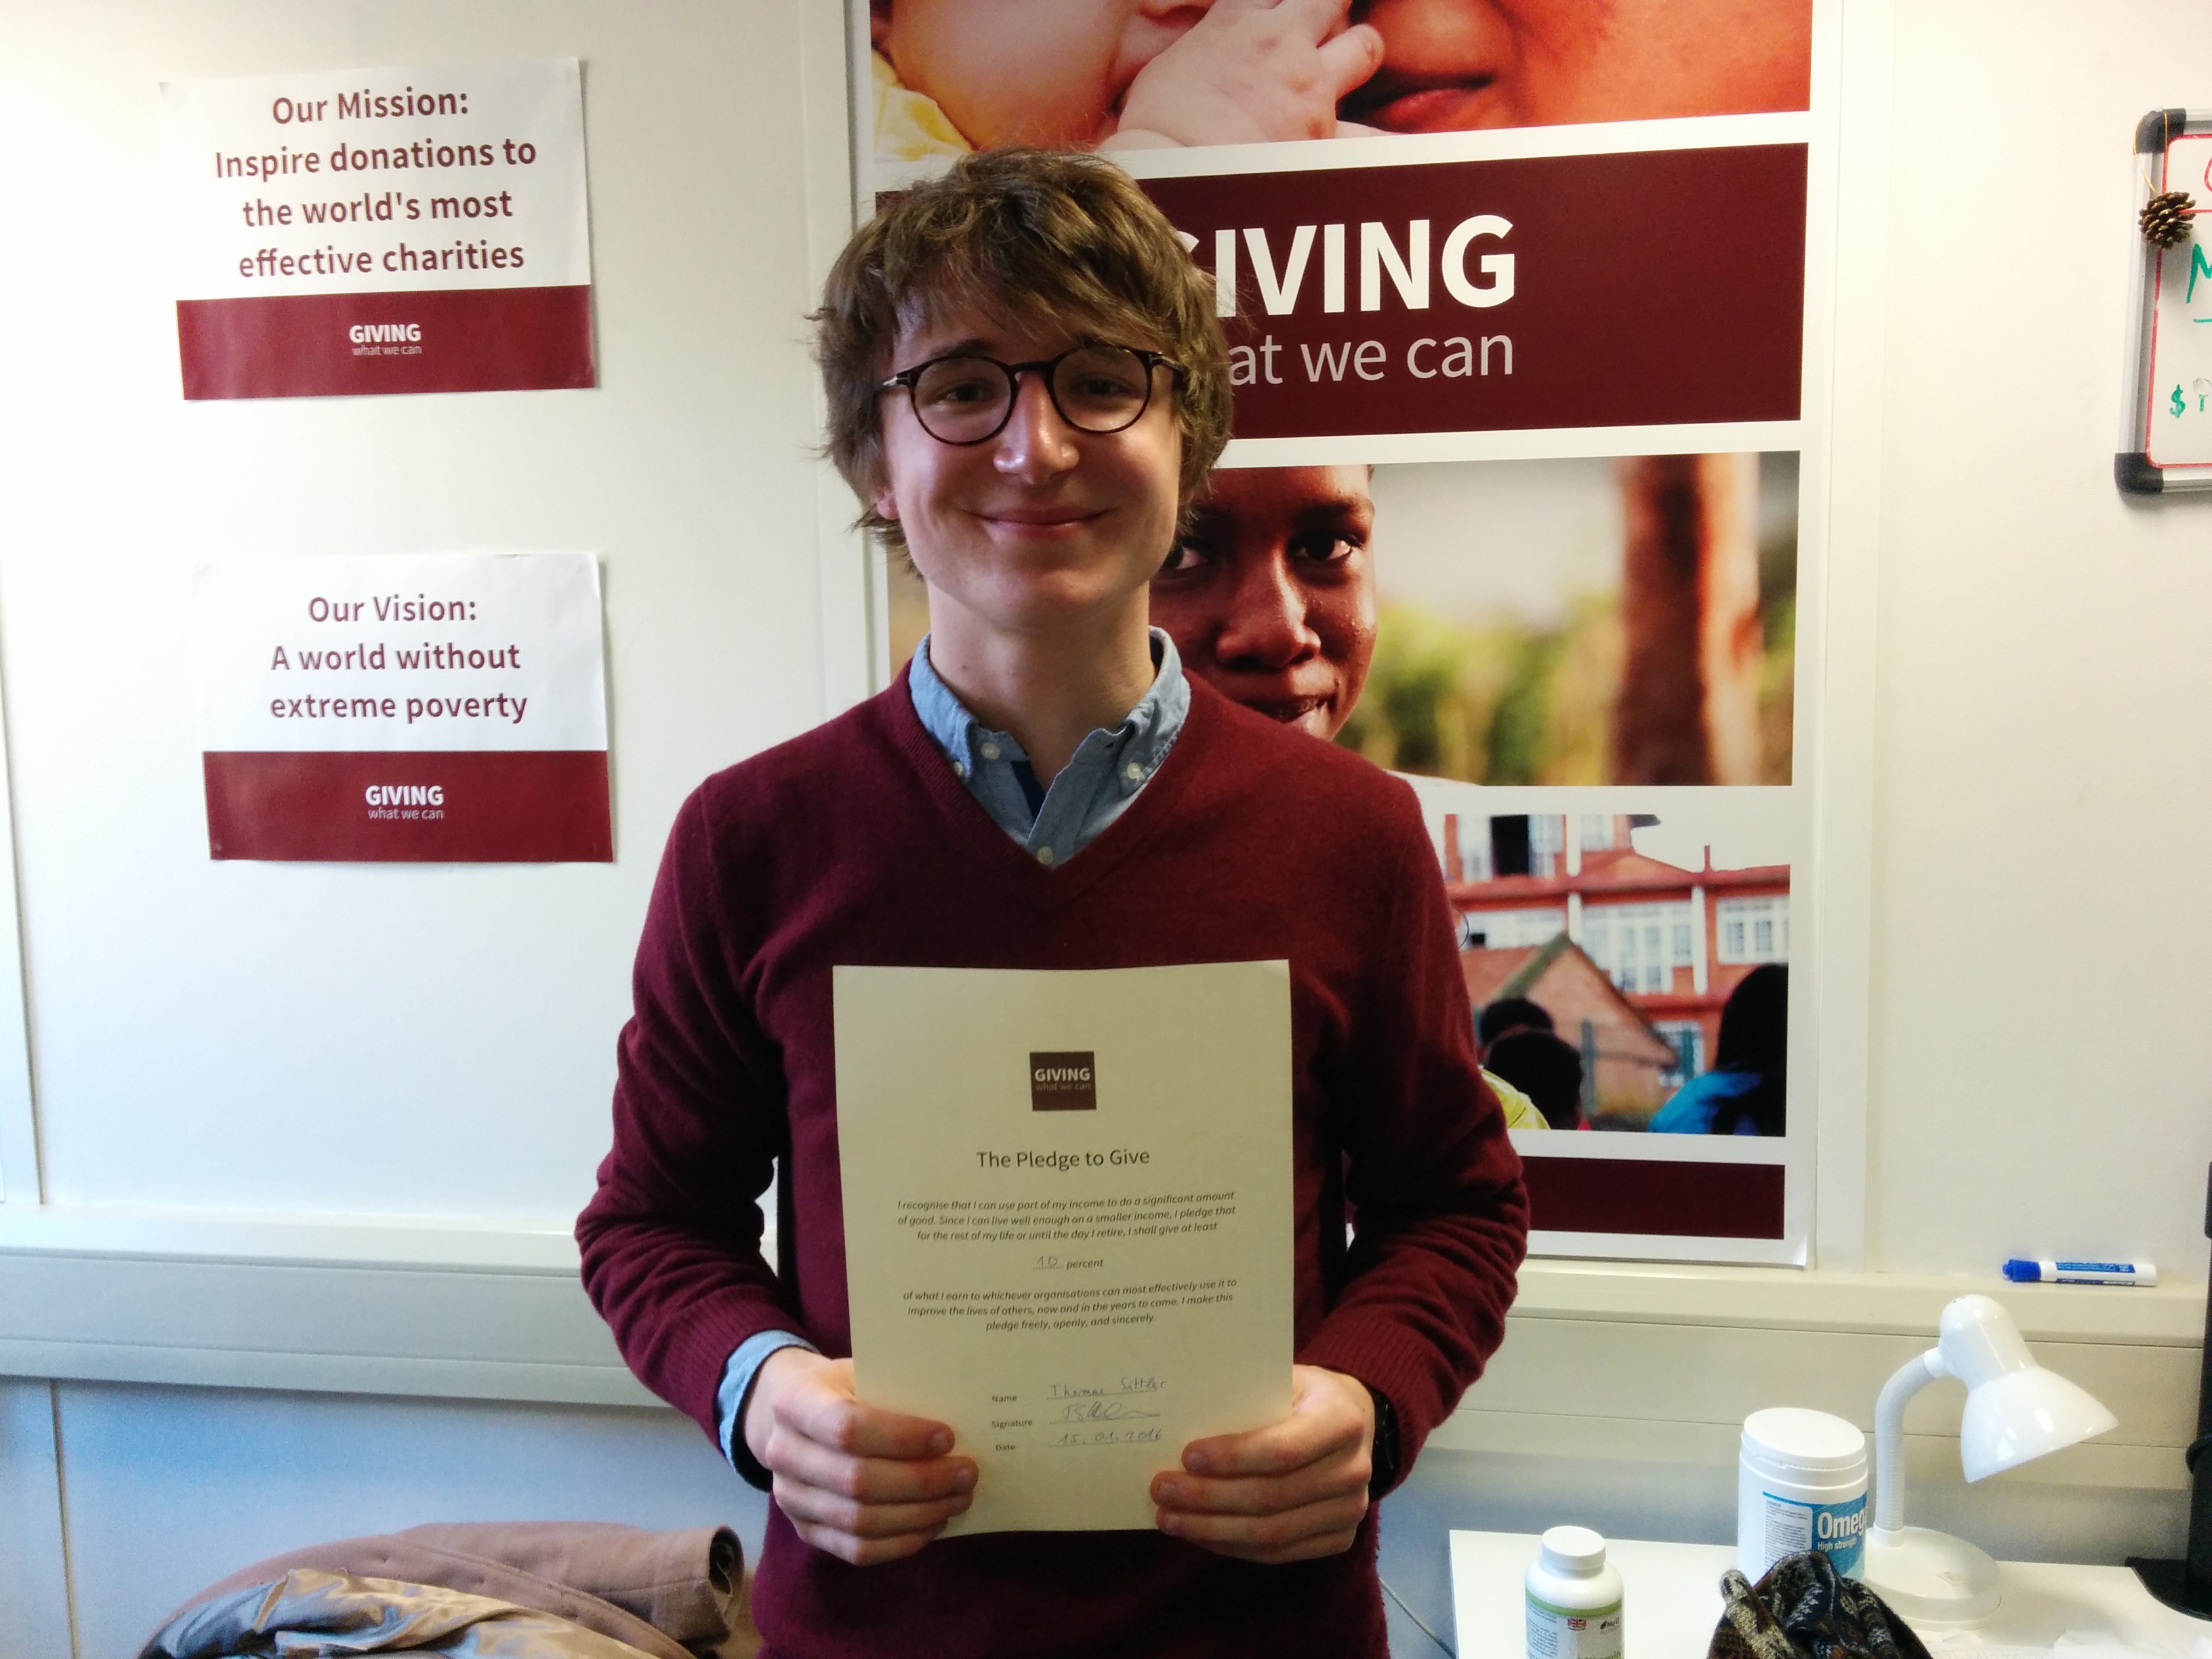 Our Mission:
Inspire donations to
the world's most
effective charities
GIVING
what we can
Our Vision:
A world without
extreme poverty
GIVING
what we can
GIVING
at we can
GIVING
what we can
The Pledge to Give
I recognise that I can use part of my income to do a significant amount
of good. Since I can live well enough on a smaller income, I pledge that
for the rest of my life or until the day I retire, I shall give at least
10 percent
of what I earn to whichever organisations can most effectively use it to
improve the lives of others, now and in the years to come. I make this
pledge freely, openly, and sincerely.
Name Thomas Sittler
Signature
Date 15.01.2016
$
Omeg
High strength